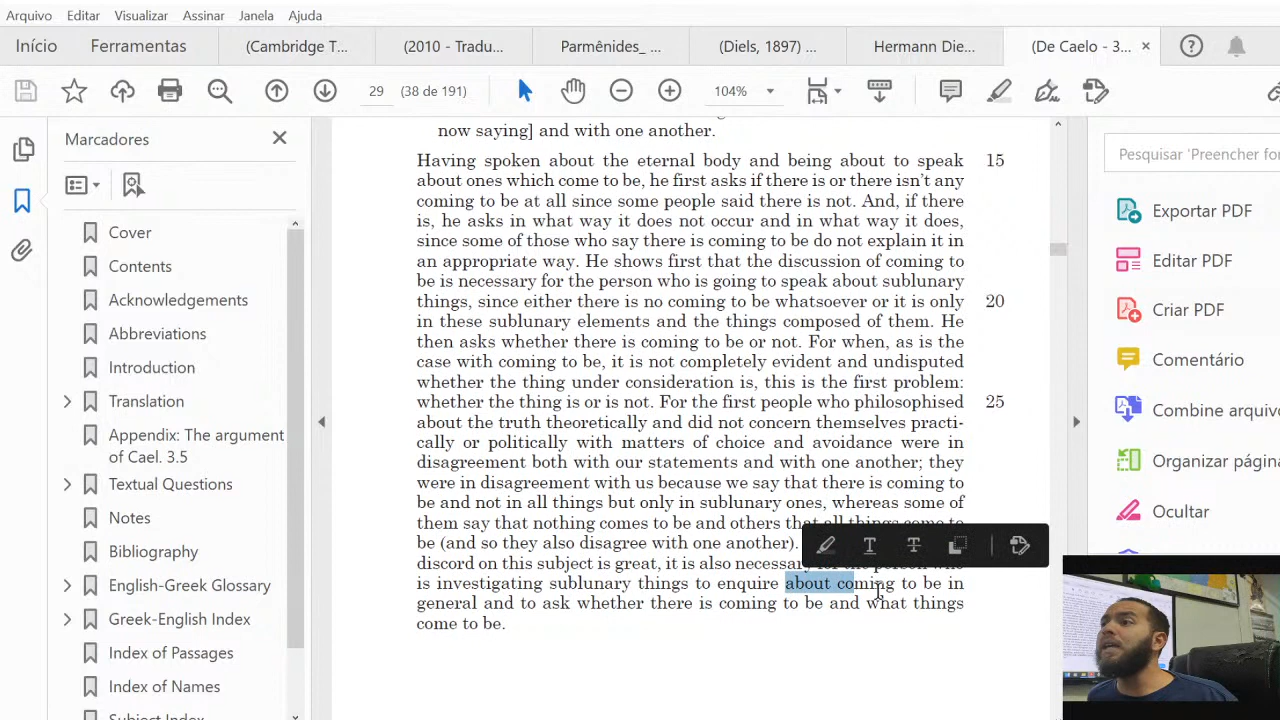 Arquivo Editar Visualizar Assinar Janela Ajuda
Início Ferramentas (Cambridge T... (2010 - Tradu... Parmênides_ ... (Diels, 1897) ... Hermann Die... (De Caelo - 3... ×
29 (38 de 191) 104%
now saying] and with one another.
Marcadores
Cover
Contents
Acknowledgements
Abbreviations
Introduction
Translation
Appendix: The argument
of Cael. 3.5
Textual Questions
Notes
Bibliography
English-Greek Glossary
Greek-English Index
Index of Passages
Index of Names
Subject Index
Having spoken about the eternal body and being about to speak 15
about ones which come to be, he first asks if there is or there isn't any
coming to be at all since some people said there is not. And, if there
is, he asks in what way it does not occur and in what way it does,
since some of those who say there is coming to be do not explain it in
an appropriate way. He shows first that the discussion of coming to
be is necessary for the person who is going to speak about sublunary
things, since either there is no coming to be whatsoever or it is only 20
in these sublunary elements and the things composed of them. He
then asks whether there is coming to be or not. For when, as is the
case with coming to be, it is not completely evident and undisputed
whether the thing under consideration is, this is the first problem:
whether the thing is or is not. For the first people who philosophised 25
about the truth theoretically and did not concern themselves practi-
cally or politically with matters of choice and avoidance were in
disagreement both with our statements and with one another; they
were in disagreement with us because we say that there is coming to
be and not in all things but only in sublunary ones, whereas some of
them say that nothing comes to be and others that all things come to
be (and so they also disagree with one another).
discord on this subject is great, it is also necessary for the person who
is investigating sublunary things to enquire about coming to be in
general and to ask whether there is coming to be and what things
come to be.
Pesquisar 'Preencher for
Exportar PDF
Editar PDF
Criar PDF
Comentário
Combine arquivo
Organizar págin
Ocultar